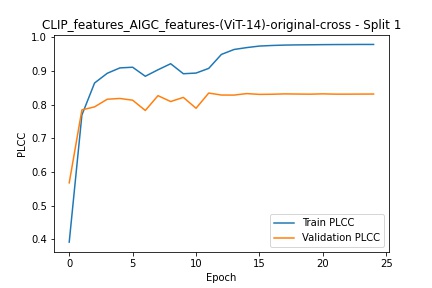 CLIP_features_AIGC_features-(ViT-14)-original-cross - Split 1
1.0
0.9
0.8
0.7
0.6
0.5
0.4
PLCC
Train PLCC
Validation PLCC
0 5 10 15 20 25
Epoch